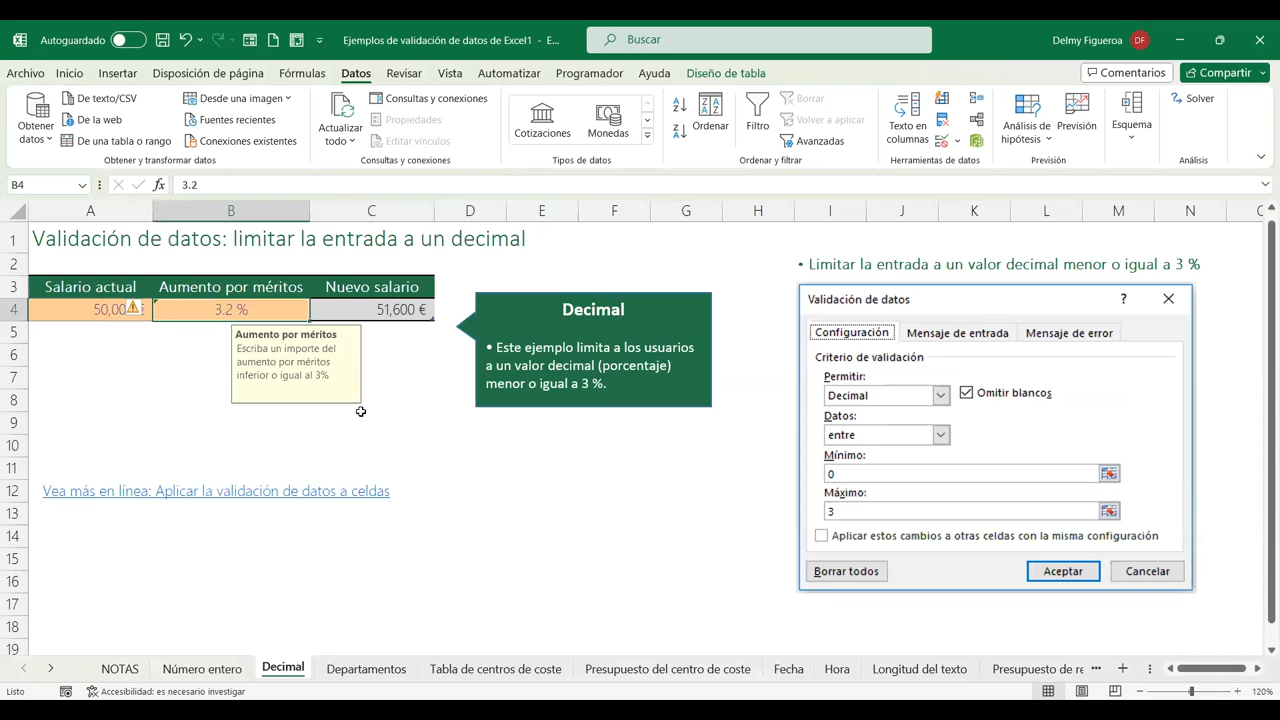 Autoguardado
Ejemplos de validación de datos de Excel1 - E...
Buscar
Delmy Figueroa
DF
Archivo
Inicio
Insertar
Disposición de página
Fórmulas
Datos
Revisar
Vista
Automatizar
Programador
Ayuda
Diseño de tabla
Comentarios
Compartir
Obtener
datos
De texto/CSV
De la web
De una tabla o rango
Desde una imagen
Fuentes recientes
Conexiones existentes
Obtener y transformar datos
Actualizar
todo
Consultas y conexiones
Propiedades
Editar vínculos
Consultas y conexiones
Cotizaciones
Monedas
Tipos de datos
Ordenar
Filtro
Borrar
Volver a aplicar
Avanzadas
Ordenar y filtrar
Texto en
columnas
Herramientas de datos
Análisis de
hipótesis
Previsión
Previsión
Esquema
Solver
Análisis
B4
fx
3.2
A B C D E F G H I J K L M N
1
Validación de datos: limitar la entrada a un decimal
2
• Limitar la entrada a un valor decimal menor o igual a 3 %
3
Salario actual
Aumento por méritos
Nuevo salario
4
50,00
€
3.2 %
51,600 €
5
6
7
8
9
10
11
12
13
14
15
16
17
18
19
Aumento por méritos
Escriba un importe del
aumento por méritos
inferior o igual al 3%
Decimal
• Este ejemplo limita a los usuarios
a un valor decimal (porcentaje)
menor o igual a 3 %.
Vea más en línea: Aplicar la validación de datos a celdas
Validación de datos
?
Configuración
Mensaje de entrada
Mensaje de error
Criterio de validación
Permitir:
Decimal
Omitir blancos
Datos:
entre
Mínimo:
0
Máximo:
3
Aplicar estos cambios a otras celdas con la misma configuración
Borrar todos
Aceptar
Cancelar
NOTAS
Número entero
Decimal
Departamentos
Tabla de centros de coste
Presupuesto del centro de coste
Fecha
Hora
Longitud del texto
Presupuesto de re
Listo
Accesibilidad: es necesario investigar
120%